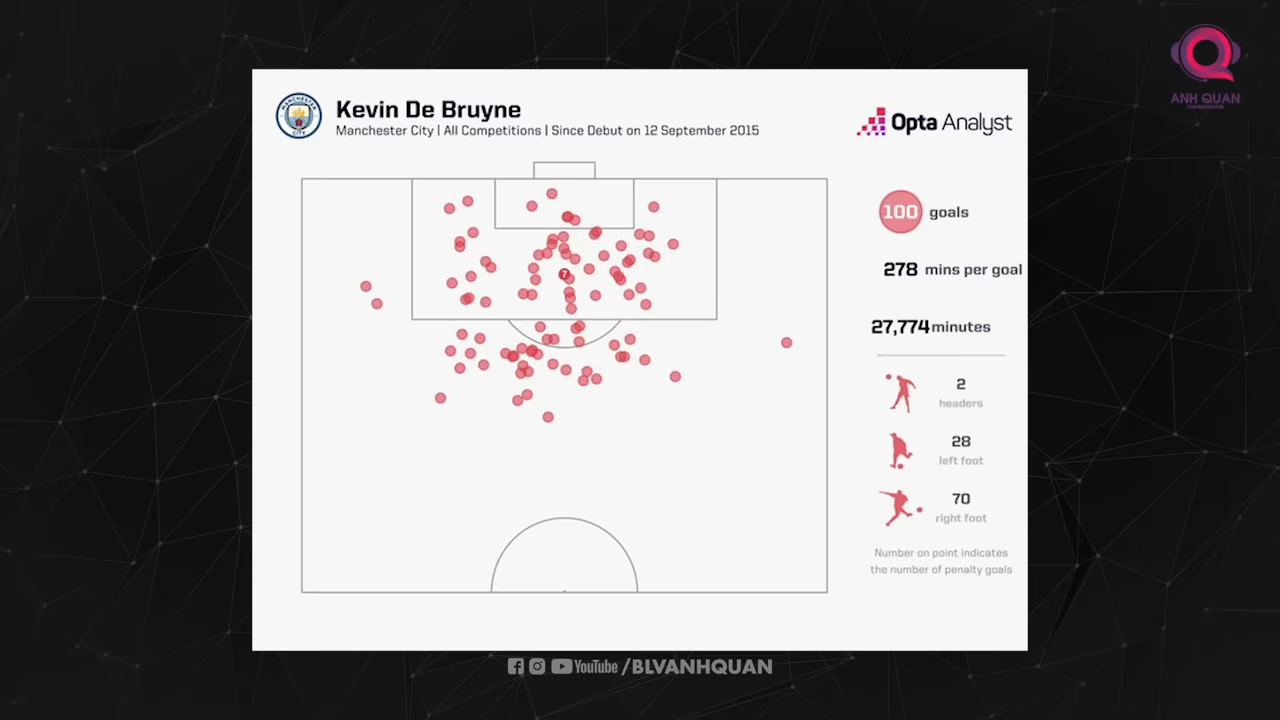 ANH QUAN
Kevin De Bruyne
Manchester City | All Competitions | Since Debut on 12 September 2015
Opta Analyst
MANCHESTER
CITY
100 goals
278 mins per goal
27,774 minutes
7
2
headers
28
left foot
70
right foot
Number on point indicates
the number of penalty goals
YouTube /BLVANHQUAN